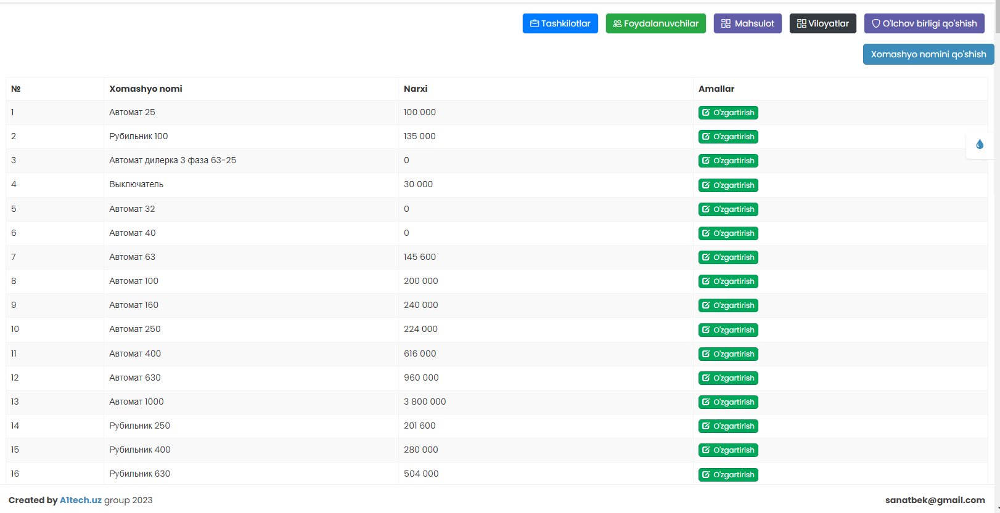 Tashkilotlar Foydalanuvchilar Mahsulot Viloyatlar O'lchov birligi qo'shish
Xomashyo nomini qo'shish
№ Xomashyo nomi Narxi Amallar
1 Автомат 25 100 000 O'zgartirish
2 Рубильник 100 135 000 O'zgartirish
3 Автомат дилерка 3 фаза 63-25 0 O'zgartirish
4 Выключатель 30 000 O'zgartirish
5 Автомат 32 0 O'zgartirish
6 Автомат 40 0 O'zgartirish
7 Автомат 63 145 600 O'zgartirish
8 Автомат 100 200 000 O'zgartirish
9 Автомат 160 240 000 O'zgartirish
10 Автомат 250 224 000 O'zgartirish
11 Автомат 400 616 000 O'zgartirish
12 Автомат 630 960 000 O'zgartirish
13 Автомат 1000 3 800 000 O'zgartirish
14 Рубильник 250 201 600 O'zgartirish
15 Рубильник 400 280 000 O'zgartirish
16 Рубильник 630 504 000 O'zgartirish
Created by A1tech.uz group 2023 sanatbek@gmail.com